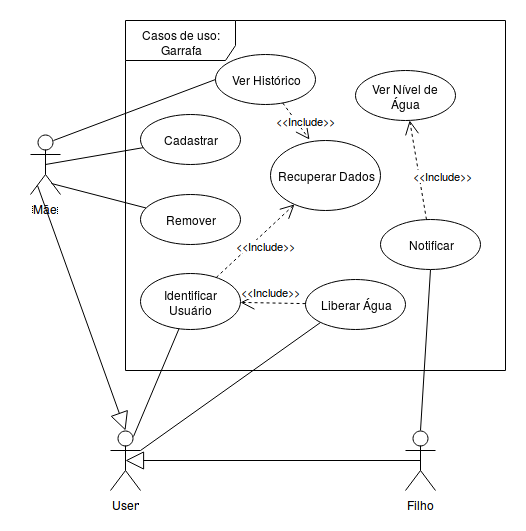 Casos de uso:
Garrafa
Ver Histórico
Ver Nível de
Água
<<Include>>
Cadastrar
Recuperar Dados
<<Include>>
Mãe
Remover
Notificar
<<Include>>
Identificar
Usuário
<<Include>>
Liberar Água
User
Filho